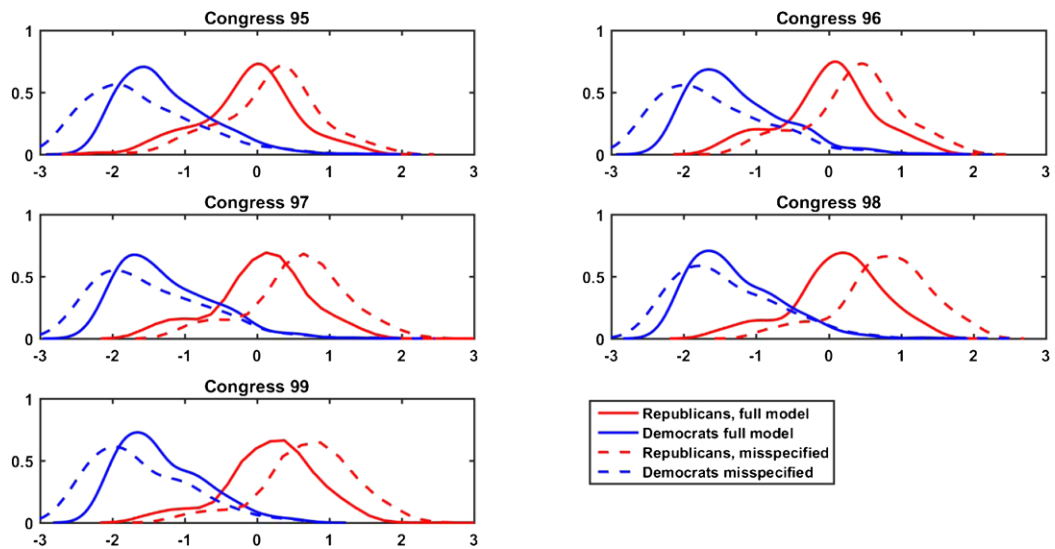 Congress 95
1
0.5
0
-3 -2 -1 0 1 2 3
Congress 96
1
0.5
0
-3 -2 -1 0 1 2 3
Congress 97
1
0.5
0
-3 -2 -1 0 1 2 3
Congress 98
1
0.5
0
-3 -2 -1 0 1 2 3
Congress 99
1
0.5
0
-3 -2 -1 0 1 2 3
Republicans, full model
Democrats full model
Republicans, misspecified
Democrats misspecified